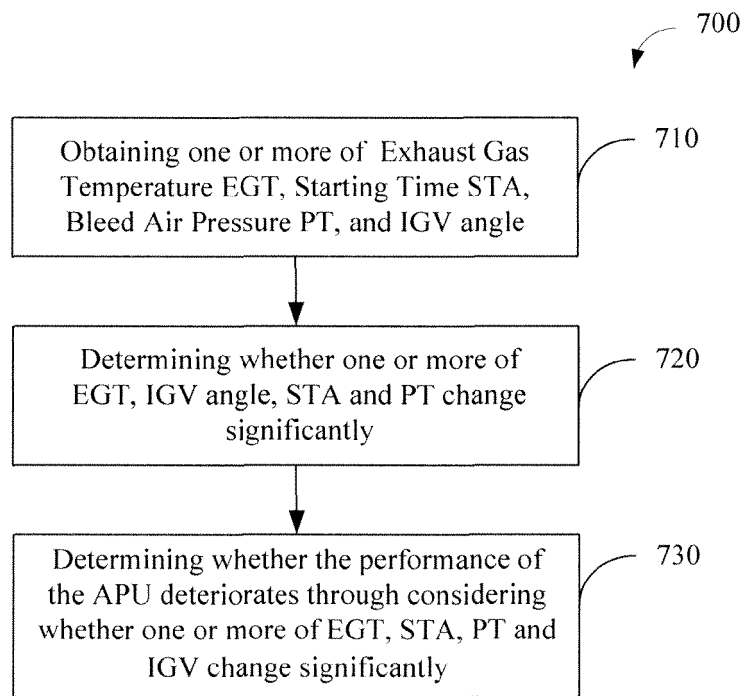 700
Obtaining one or more of Exhaust Gas
Temperature EGT, Starting Time STA,
Bleed Air Pressure PT, and IGV angle
710
Determining whether one or more of
EGT, IGV angle, STA and PT change
significantly
720
Determining whether the performance of
the APU deteriorates through considering
whether one or more of EGT, STA, PT and
IGV change significantly
730